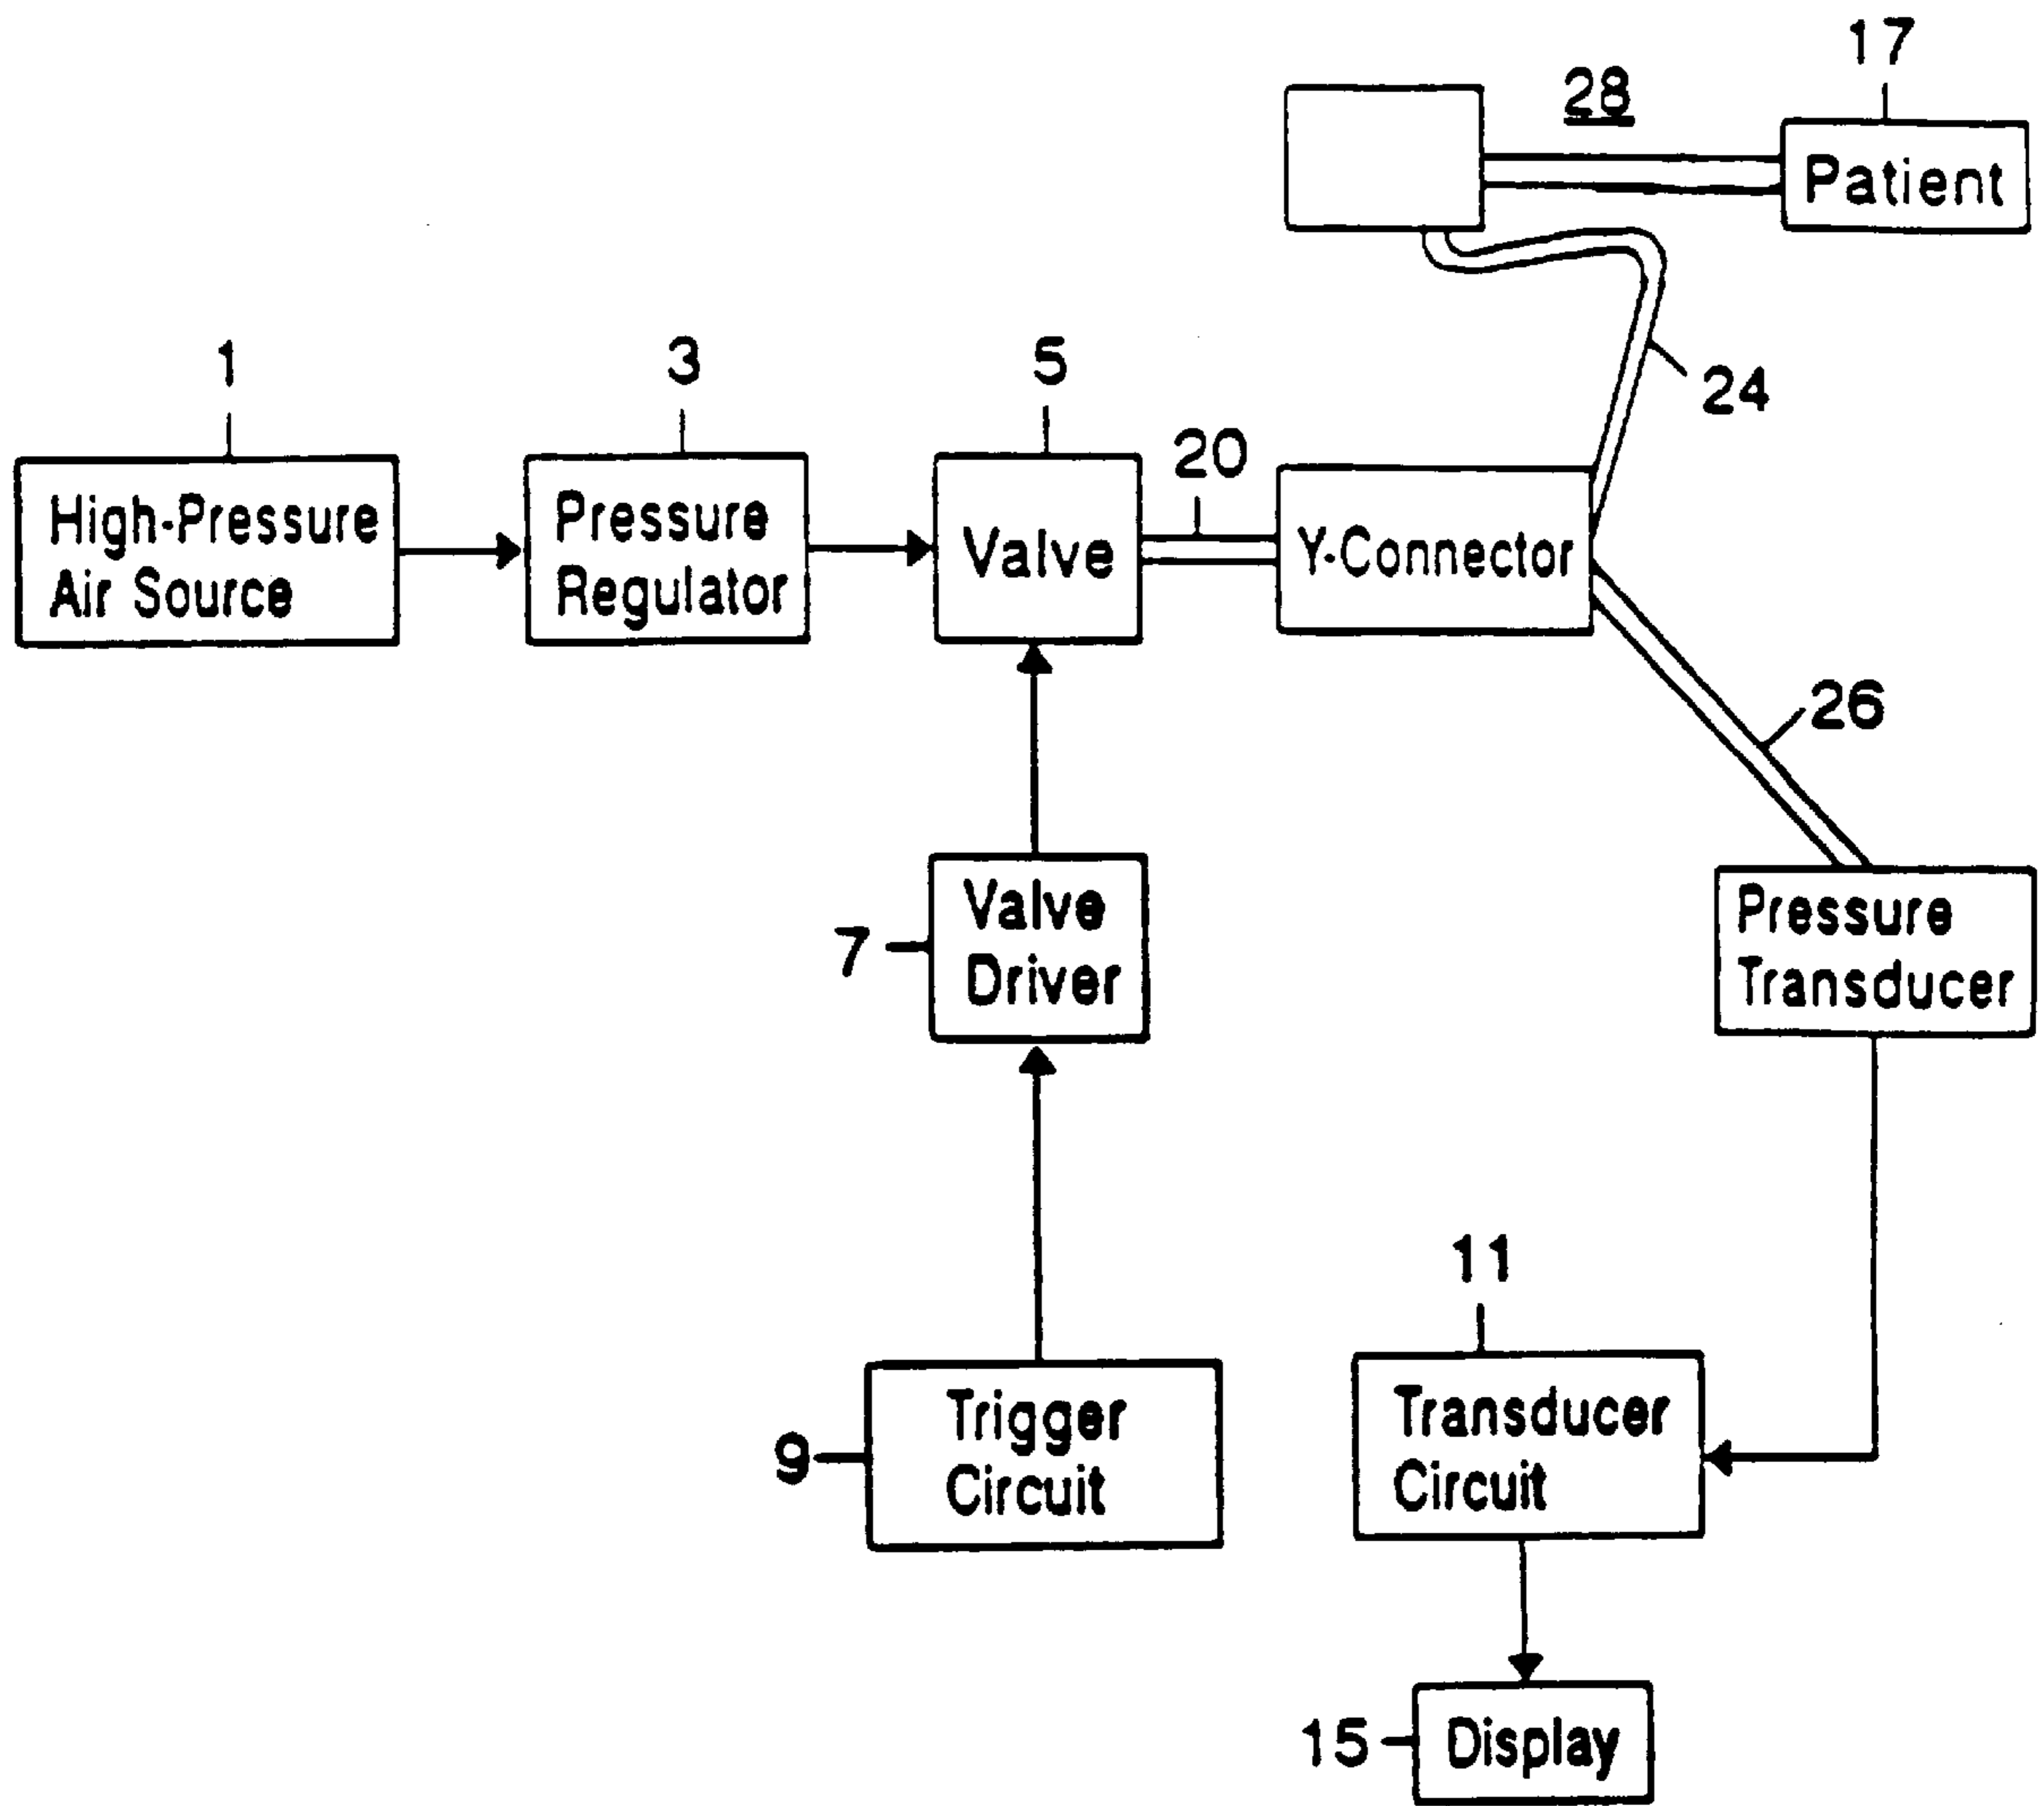 17
28
Patient
1
3
5
20
24
High-Pressure
Air Source
Pressure
Regulator
Valve
Y-Connector
26
7
Valve
Driver
Pressure
Transducer
11
9
Trigger
Circuit
Transducer
Circuit
15
Display